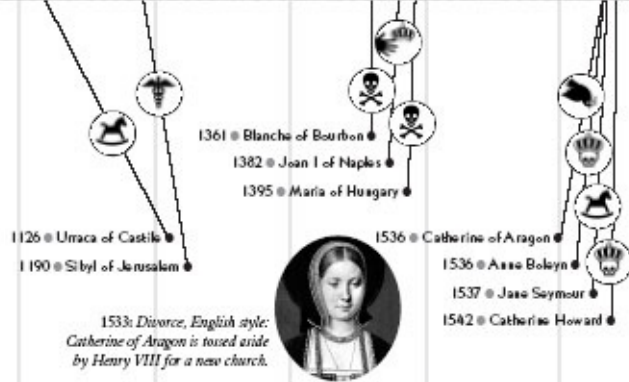 1361 ● Blanche of Bourbon
1382 ● Joan I of Naples
1395 ● Maria of Hungary
1126 ● Urraca of Castile
1190 ● Sibyl of Jerusalem
1536 ● Catherine of Aragon
1536 ● Anne Boleyn
1537 ● Jane Seymour
1542 ● Catherine Howard
1533: Divorce, English style:
Catherine of Aragon is tossed aside
by Henry VIII for a new church.